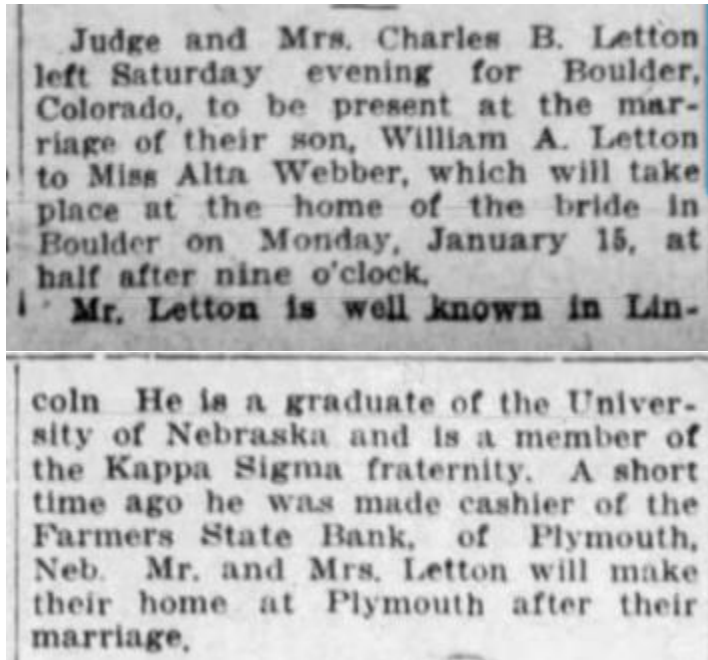 Judge and Mrs. Charles B. Letton
left Saturday evening for Boulder,
Colorado, to be present at the mar-
riage of their son, William A. Letton
to Miss Alta Webber, which will take
place at the home of the bride in
Boulder on Monday, January 15, at
half after nine o'clock.
Mr. Letton is well known in Lin-
coln He is a graduate of the Univer-
sity of Nebraska and is a member of
the Kappa Sigma fraternity. A short
time ago he was made cashier of the
Farmers State Bank, of Plymouth,
Neb. Mr. and Mrs. Letton will make
their home at Plymouth after their
marriage.